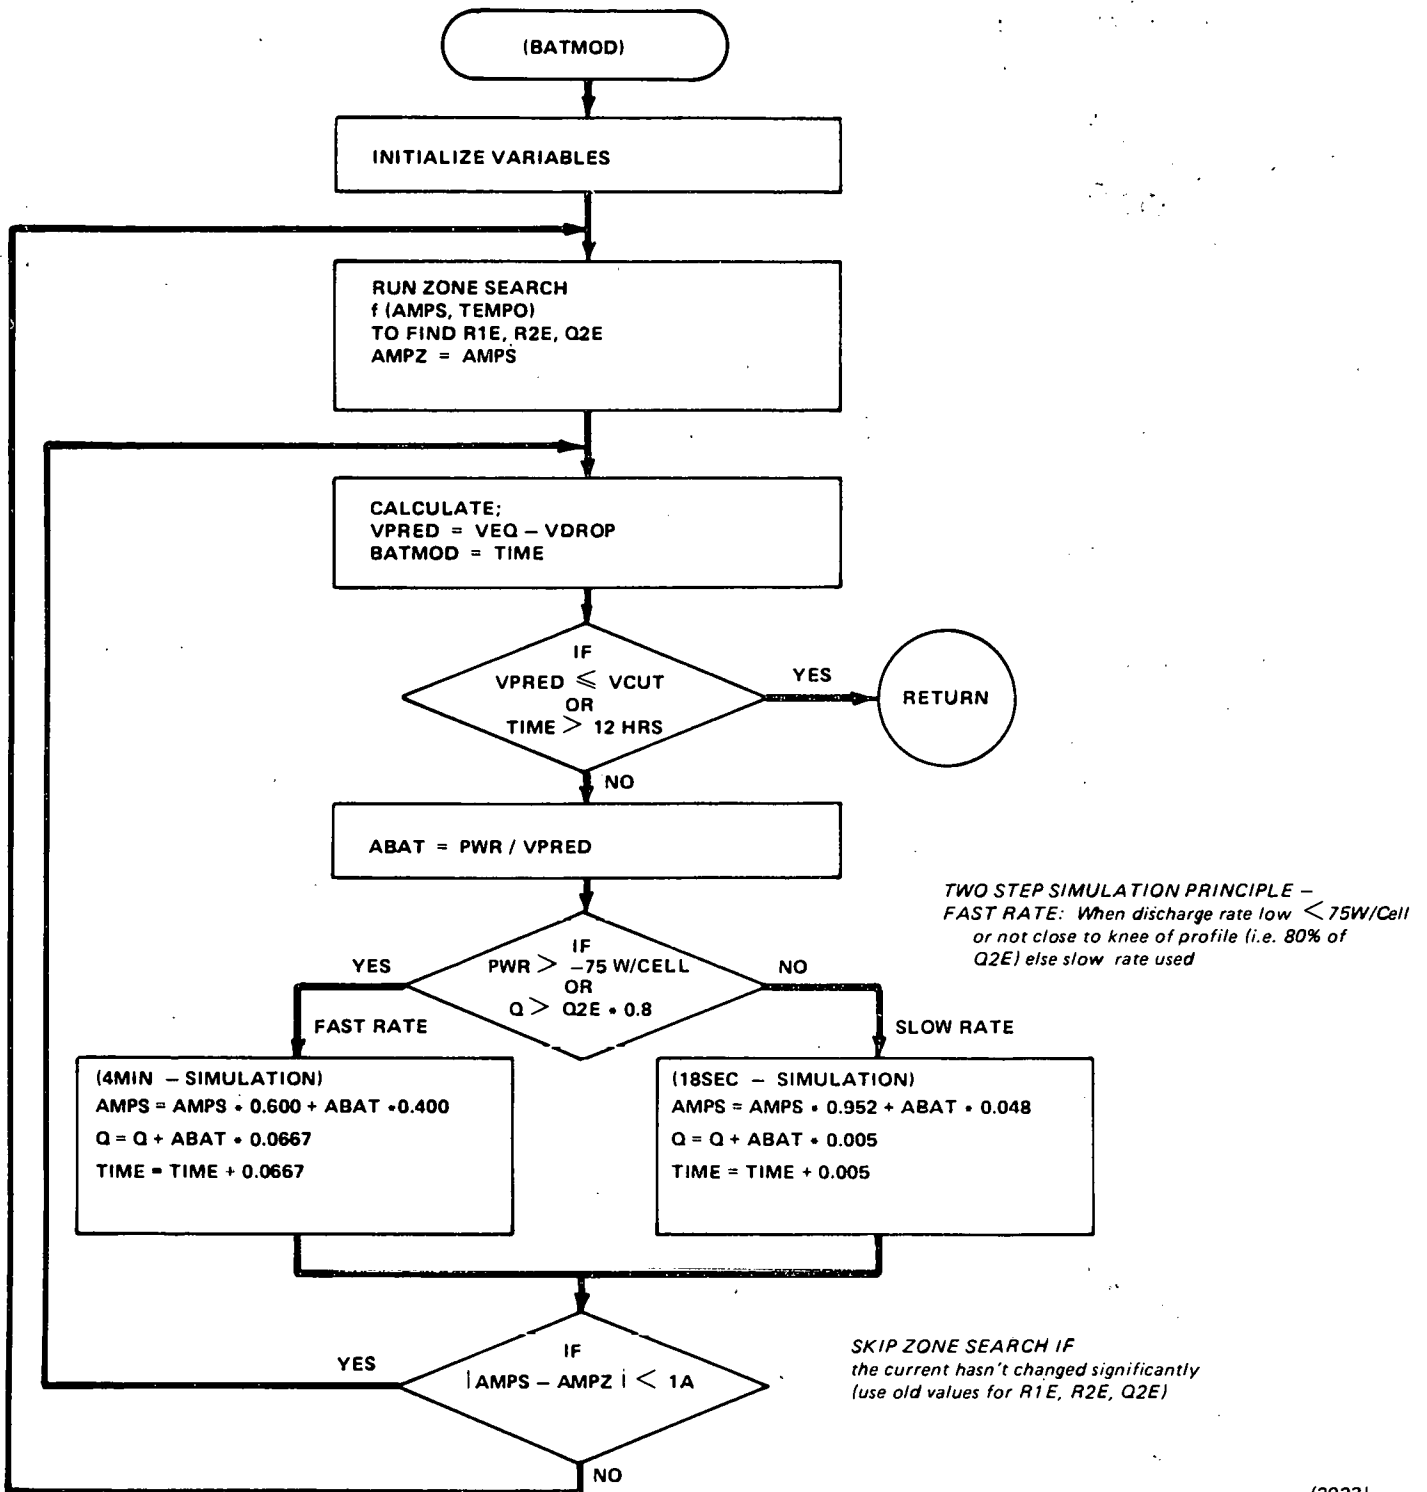 (BATMOD)
INITIALIZE VARIABLES
RUN ZONE SEARCH
f (AMPS, TEMPO)
TO FIND R1E, R2E, Q2E
AMPZ = AMPS
CALCULATE;
VPRED = VEQ – VDROP
BATMOD = TIME
IF
VPRED ⩽ VCUT
OR
TIME > 12 HRS
YES
RETURN
NO
ABAT = PWR / VPRED
TWO STEP SIMULATION PRINCIPLE –
FAST RATE: When discharge rate low < 75W/Cell
or not close to knee of profile (i.e. 80% of
Q2E) else slow rate used
IF
PWR > –75 W/CELL
OR
Q > Q2E * 0.8
YES
NO
FAST RATE
SLOW RATE
(4MIN – SIMULATION)
AMPS = AMPS * 0.600 + ABAT * 0.400
Q = Q + ABAT * 0.0667
TIME = TIME + 0.0667
(18SEC – SIMULATION)
AMPS = AMPS * 0.952 + ABAT * 0.048
Q = Q + ABAT * 0.005
TIME = TIME + 0.005
IF
|AMPS – AMPZ| < 1A
YES
NO
SKIP ZONE SEARCH IF
the current hasn't changed significantly
(use old values for R1E, R2E, Q2E)